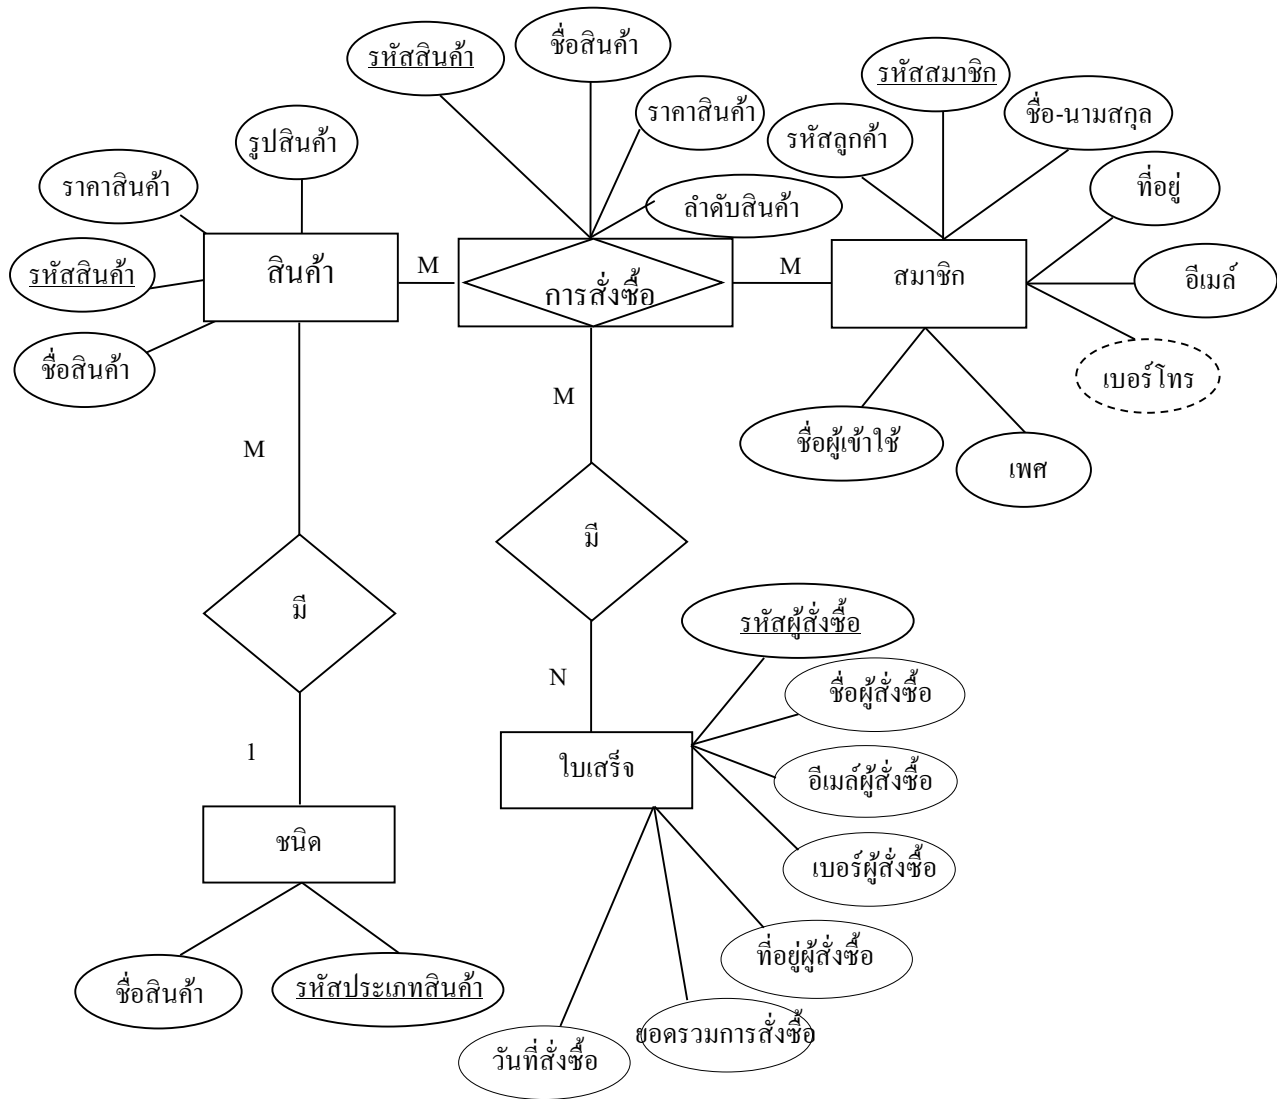 รหัสสินค้า
ชื่อสินค้า
รหัสสมาชิก
ชื่อ-นามสกุล
ราคาสินค้า
รูปสินค้า
รหัสลูกค้า
ราคาสินค้า
ที่อยู่
ลำดับสินค้า
สินค้า
M
การสั่งซื้อ
M
สมาชิก
อีเมล์
รหัสสินค้า
ชื่อสินค้า
เบอร์โทร
M
ชื่อผู้เข้าใช้
เพศ
M
มี
มี
รหัสผู้สั่งซื้อ
N
ชื่อผู้สั่งซื้อ
1
ใบเสร็จ
อีเมล์ผู้สั่งซื้อ
ชนิด
เบอร์ผู้สั่งซื้อ
ที่อยู่ผู้สั่งซื้อ
ชื่อสินค้า
รหัสประเภทสินค้า
ยอดรวมการสั่งซื้อ
วันที่สั่งซื้อ